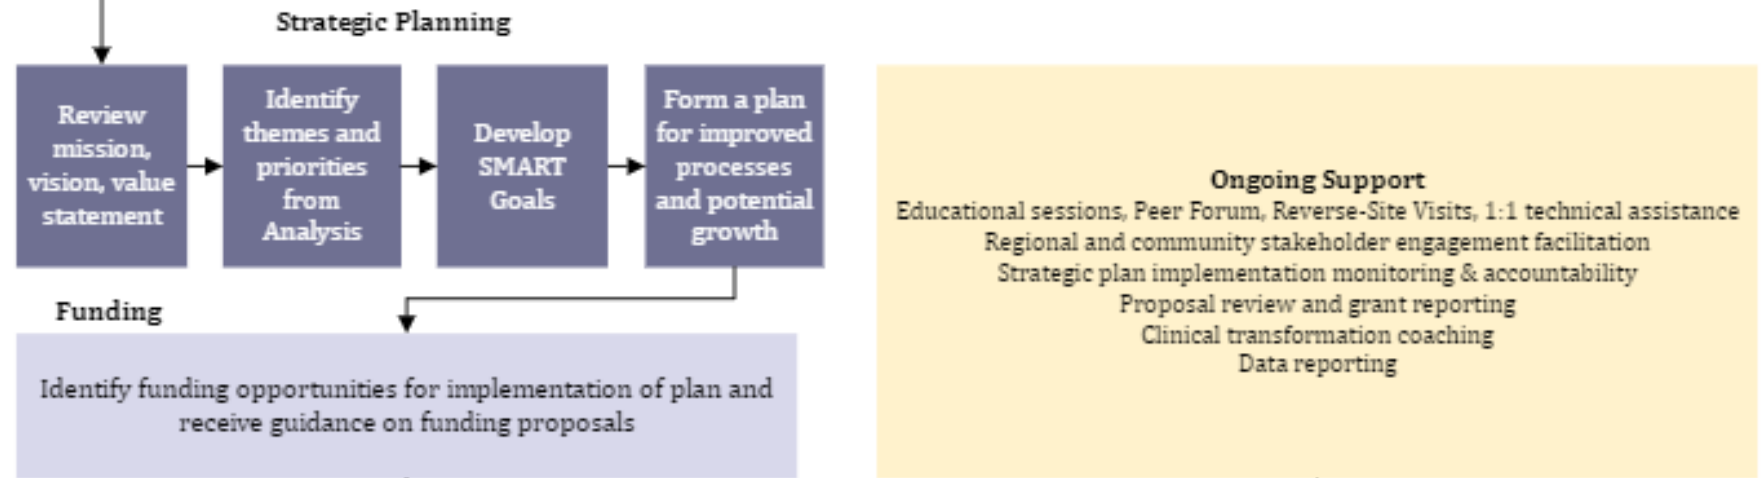 Strategic Planning
Review
mission,
vision, value
statement
Identify
themes and
priorities
from
Analysis
Develop
SMART
Goals
Form a plan
for improved
processes
and potential
growth
Funding
Identify funding opportunities for implementation of plan and
receive guidance on funding proposals
Ongoing Support
Educational sessions, Peer Forum, Reverse-Site Visits, 1:1 technical assistance
Regional and community stakeholder engagement facilitation
Strategic plan implementation monitoring & accountability
Proposal review and grant reporting
Clinical transformation coaching
Data reporting